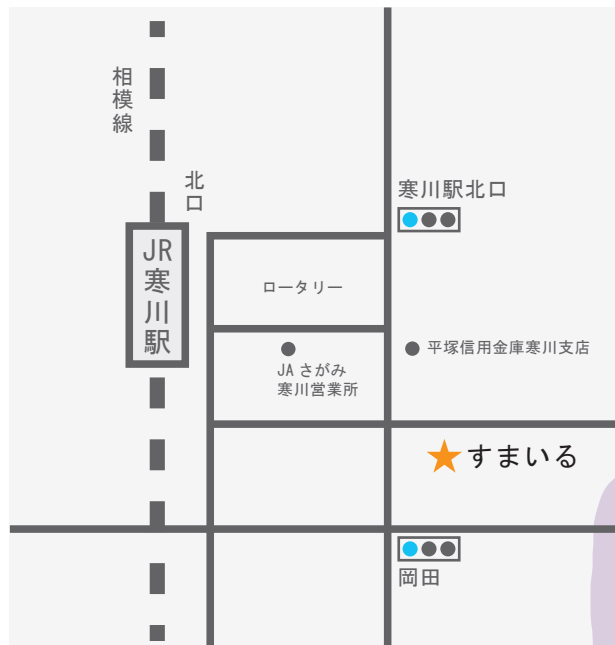 相模線
北口
寒川駅北口
JR寒川駅
ロータリー
JAさがみ
寒川営業所
平塚信用金庫寒川支店
すまいる
岡田